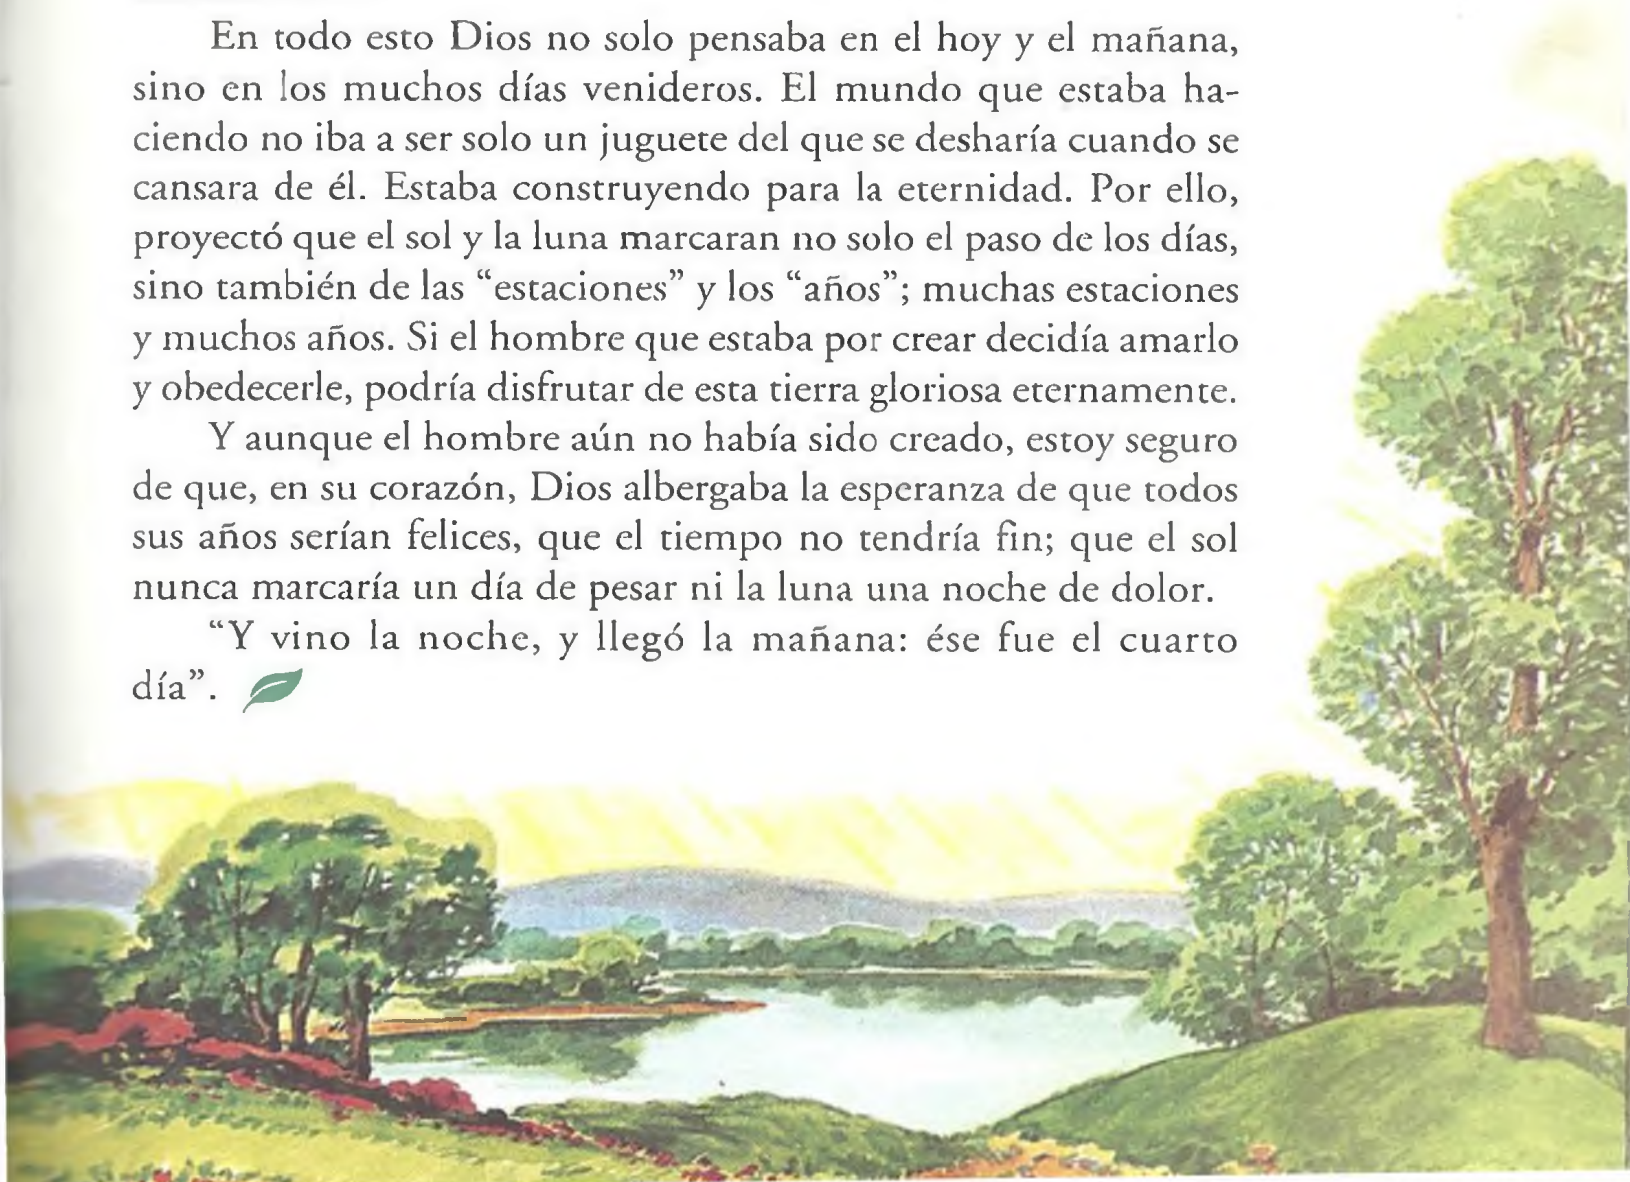 En todo esto Dios no solo pensaba en el hoy y el mañana,
sino en los muchos días venideros. El mundo que estaba ha-
ciendo no iba a ser solo un juguete del que se desharía cuando se
cansara de él. Estaba construyendo para la eternidad. Por ello,
proyectó que el sol y la luna marcaran no solo el paso de los días,
sino también de las “estaciones” y los “años”; muchas estaciones
y muchos años. Si el hombre que estaba por crear decidía amarlo
y obedecerle, podría disfrutar de esta tierra gloriosa eternamente.
Y aunque el hombre aún no había sido creado, estoy seguro
de que, en su corazón, Dios albergaba la esperanza de que todos
sus años serían felices, que el tiempo no tendría fin; que el sol
nunca marcaría un día de pesar ni la luna una noche de dolor.
“Y vino la noche, y llegó la mañana: ése fue el cuarto
día”.